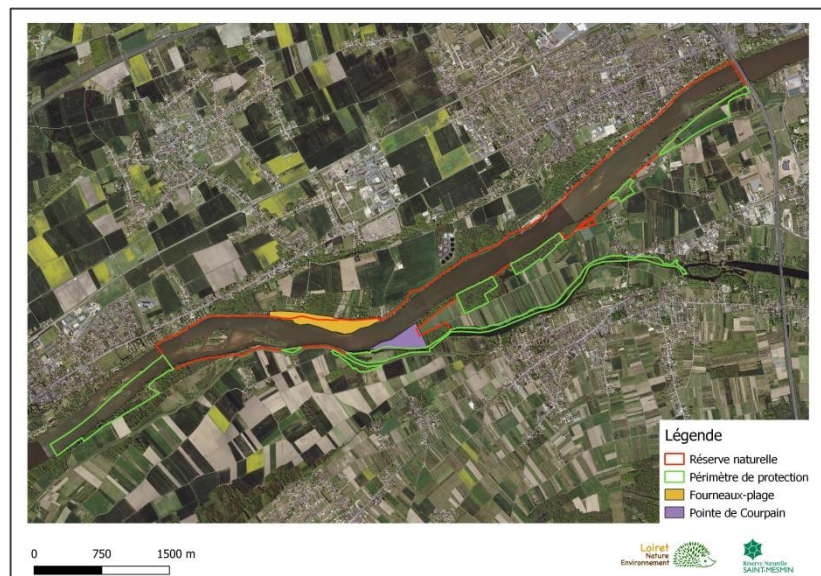 Légende
Réserve naturelle
Périmètre de protection
Fourneaux-plage
Pointe de Courpain
0 750 1500 m
Loiret
Nature
Environnement
Réserve Naturelle
SAINT-MESMIN